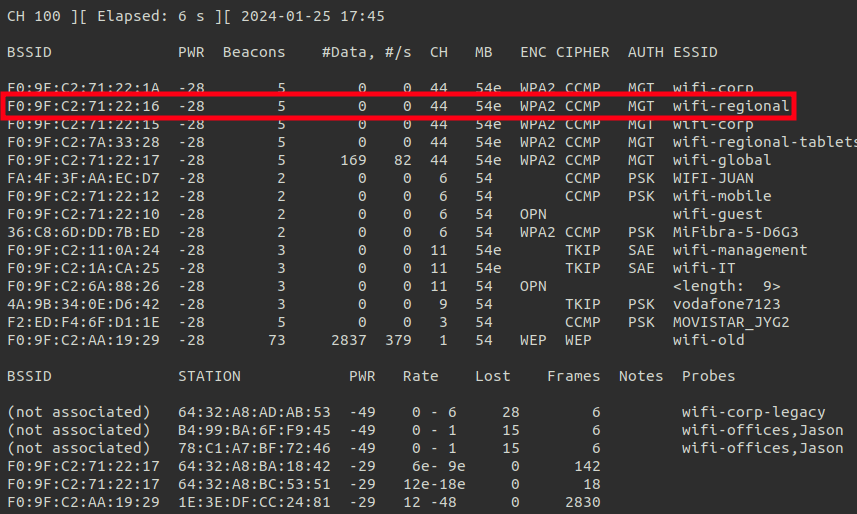 CH 100 ][ Elapsed: 6 s ][ 2024-01-25 17:45
BSSID PWR Beacons #Data, #/s CH MB ENC CIPHER AUTH ESSID
F0:9F:C2:71:22:1A -28 5 0 0 44 54e WPA2 CCMP MGT wifi-corp
F0:9F:C2:71:22:16 -28 5 0 0 44 54e WPA2 CCMP MGT wifi-regional
F0:9F:C2:71:22:15 -28 5 0 0 44 54e WPA2 CCMP MGT wifi-corp
F0:9F:C2:7A:33:28 -28 5 0 0 44 54e WPA2 CCMP MGT wifi-regional-tablets
F0:9F:C2:71:22:17 -28 5 169 82 44 54e WPA2 CCMP MGT wifi-global
FA:4F:3F:AA:EC:D7 -28 2 0 0 6 54 CCMP PSK WIFI-JUAN
F0:9F:C2:71:22:12 -28 2 0 0 6 54 CCMP PSK wifi-mobile
F0:9F:C2:71:22:10 -28 2 0 0 6 54 OPN wifi-guest
36:C8:6D:DD:7B:ED -28 2 0 0 6 54 WPA2 CCMP PSK MiFibra-5-D6G3
F0:9F:C2:11:0A:24 -28 3 0 0 11 54e TKIP SAE wifi-management
F0:9F:C2:1A:CA:25 -28 3 0 0 11 54e TKIP SAE wifi-IT
F0:9F:C2:6A:88:26 -28 3 0 0 11 54 OPN <length: 9>
4A:9B:34:0E:D6:42 -28 3 0 0 9 54 TKIP PSK vodafone7123
F2:ED:F4:6F:D1:1E -28 5 0 0 3 54 CCMP PSK MOVISTAR_JYG2
F0:9F:C2:AA:19:29 -28 73 2837 379 1 54 WEP WEP wifi-old
BSSID STATION PWR Rate Lost Frames Notes Probes
(not associated) 64:32:A8:AD:AB:53 -49 0 - 6 28 6 wifi-corp-legacy
(not associated) B4:99:BA:6F:F9:45 -49 0 - 1 15 6 wifi-offices,Jason
(not associated) 78:C1:A7:BF:72:46 -49 0 - 1 15 6 wifi-offices,Jason
F0:9F:C2:71:22:17 64:32:A8:BA:18:42 -29 6e- 9e 0 142
F0:9F:C2:71:22:17 64:32:A8:BC:53:51 -29 12e-18e 0 18
F0:9F:C2:AA:19:29 1E:3E:DF:CC:24:81 -29 12 -48 0 2830